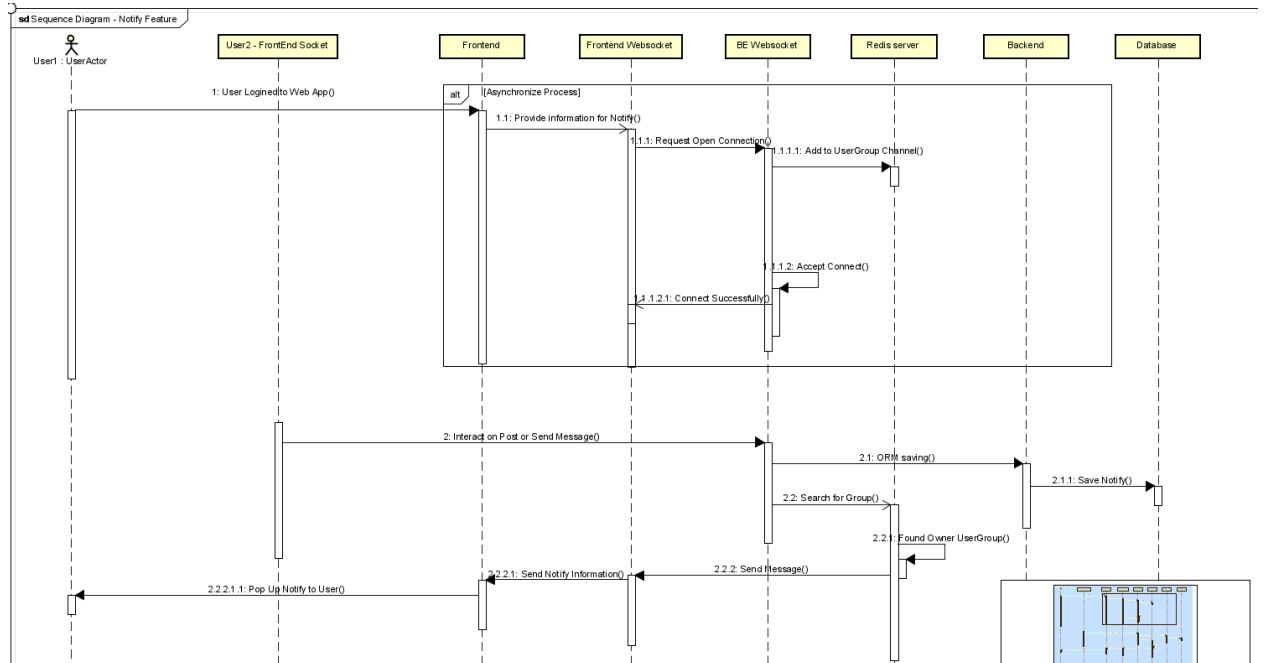 sd Sequence Diagram - Notify Feature
User1 : UserActor
User2 - FrontEnd Socket
Frontend
Frontend Websocket
BE Websocket
Redis server
Backend
Database
alt
[Asynchronize Process]
1: User Logined to Web App()
1.1: Provide information for Notify()
1.1.1: Request Open Connection()
1.1.1.1: Add to UserGroup Channel()
1.1.1.2: Accept Connect()
1.1.1.2.1: Connect Successfully()
2: Interact on Post or Send Message()
2.1: ORM saving()
2.1.1: Save Notify()
2.2: Search for Group()
2.2.1: Found Owner UserGroup()
2.2.2: Send Message()
2.2.2.1: Send Notify Information()
2.2.2.1.1: Pop Up Notify to User()